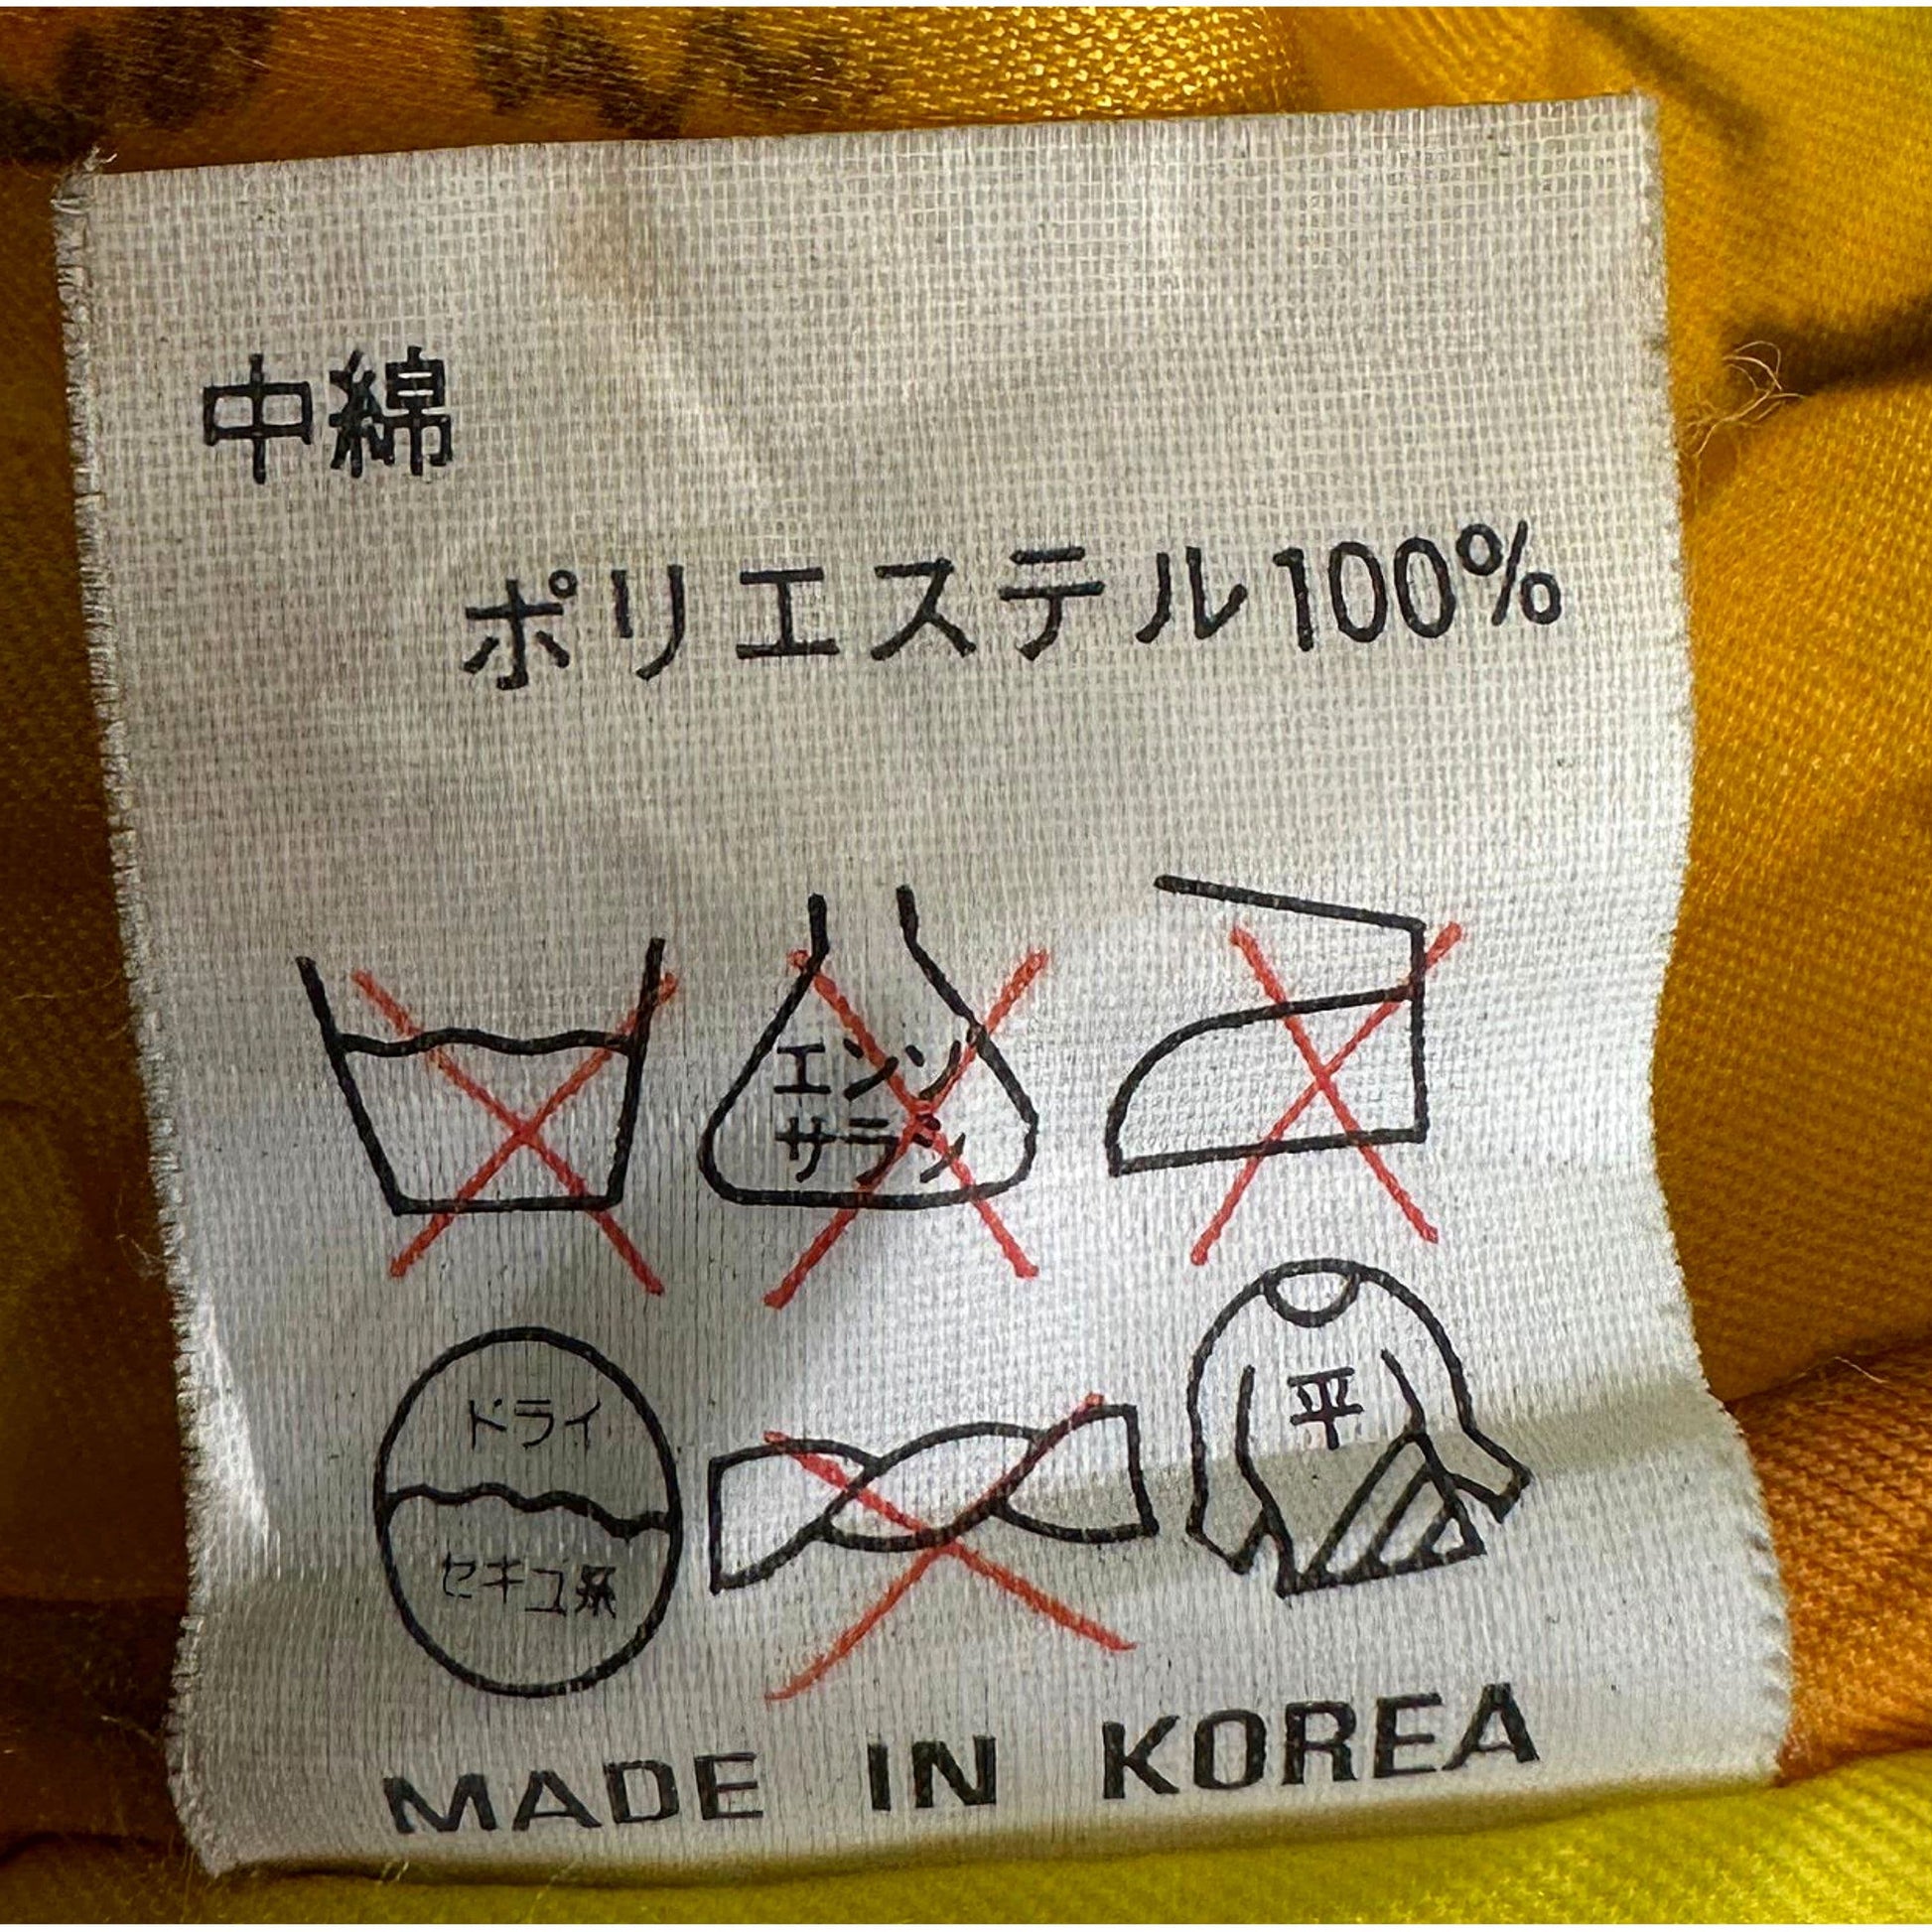 中綿
ポリエステル100%
エンソ
サラシ
ドライ
セキユ系
平
MADE IN KOREA